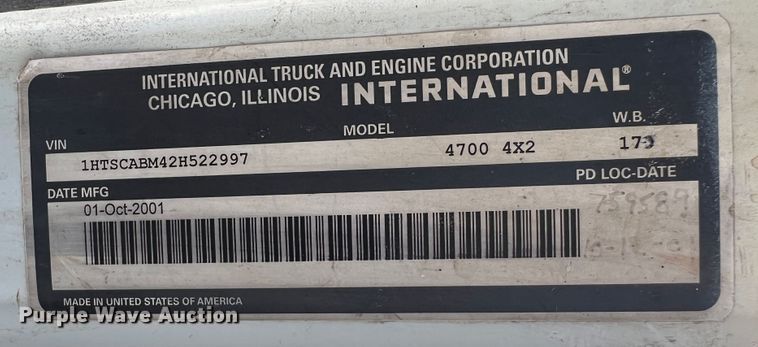 INTERNATIONAL TRUCK AND ENGINE CORPORATION
CHICAGO, ILLINOIS INTERNATIONAL®
VIN MODEL W.B.
1HTSCABM42H522997 4700 4X2
DATE MFG PD LOC-DATE
01-Oct-2001
MADE IN UNITED STATES OF AMERICA
Purple Wave Auction